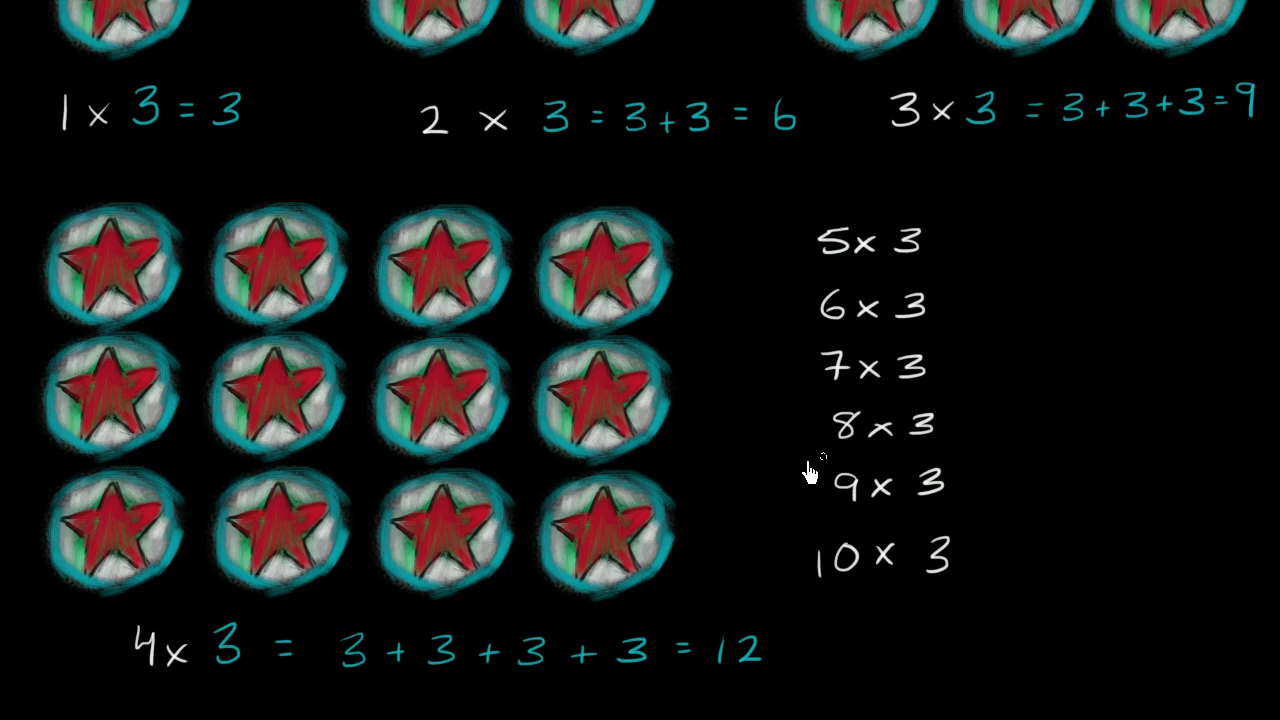 1 x 3 = 3
2 x 3 = 3 + 3 = 6
3 x 3 = 3 + 3 + 3 = 9
5 x 3
6 x 3
7 x 3
8 x 3
9 x 3
10 x 3
4 x 3 = 3 + 3 + 3 + 3 = 12